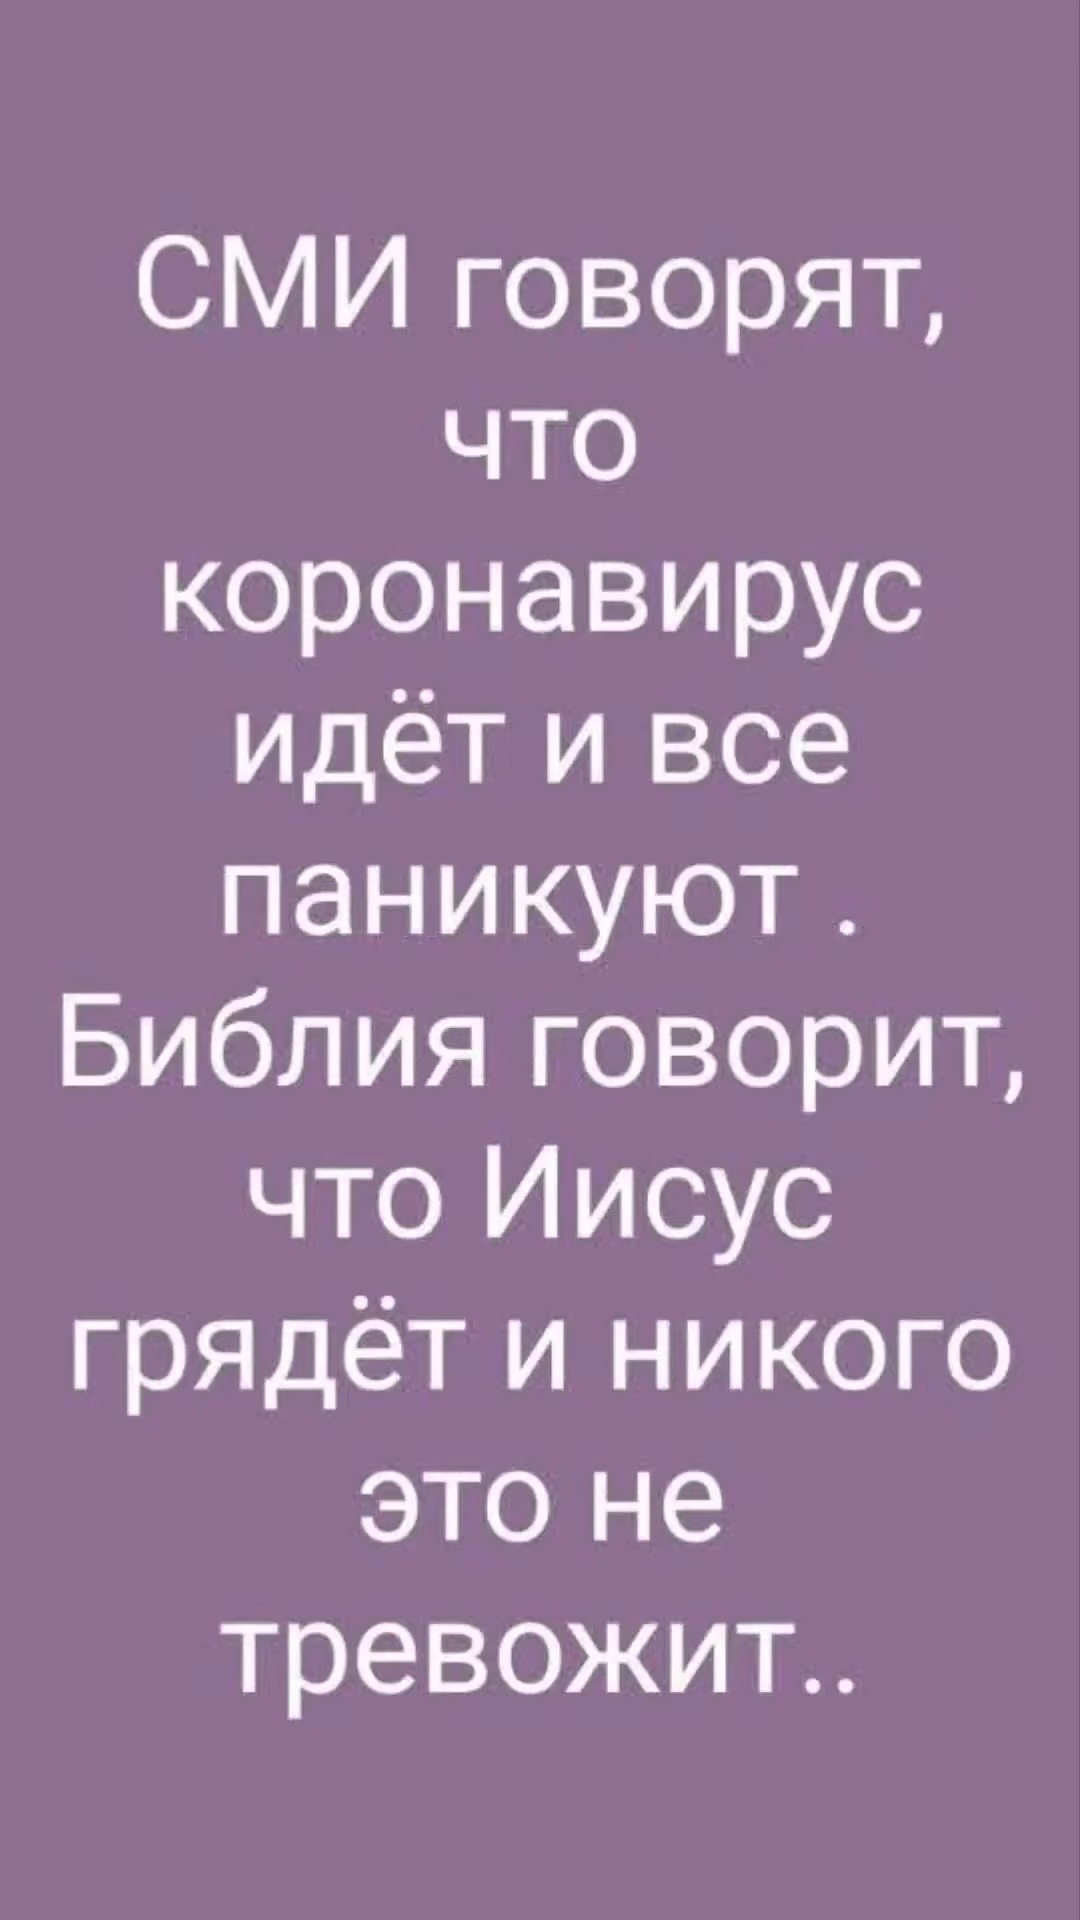 СМИ говорят,
что
коронавирус
идёт и все
паникуют .
Библия говорит,
что Иисус
грядёт и никого
это не
тревожит..